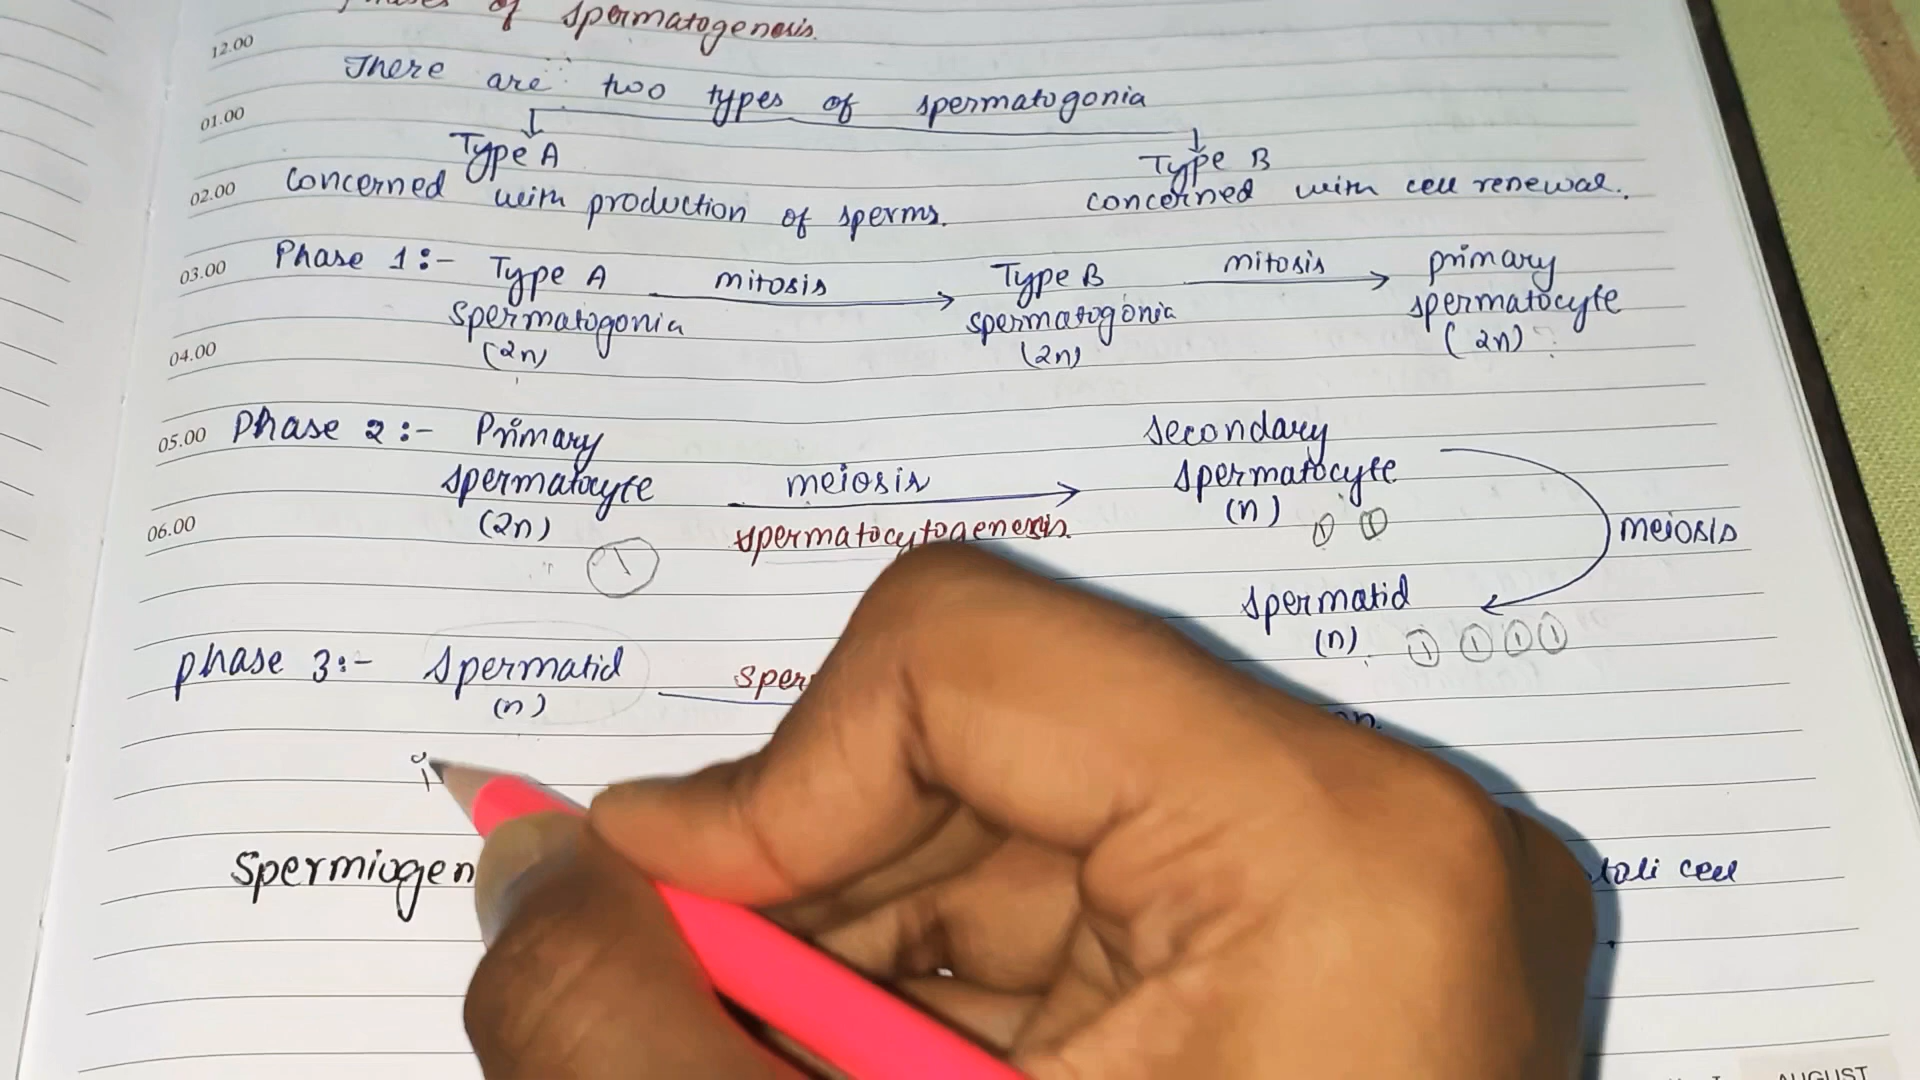 of spermatogenesis.
12.00
There are two types of spermatogonia
01.00
Type A Type B
02.00 concerned with production of sperms. concerned with cell renewal.
03.00 Phase 1:- Type A mitosis Type B mitosis primary
spermatogonia spermatogonia spermatocyte
04.00 (2n) (2n) (2n)
05.00 Phase 2:- Primary secondary
spermatocyte meiosis spermatocyte
06.00 (2n) spermatocytogenesis. (n) meiosis
spermatid
(n)
Phase 3:- spermatid
(n)
cell
AUGUST